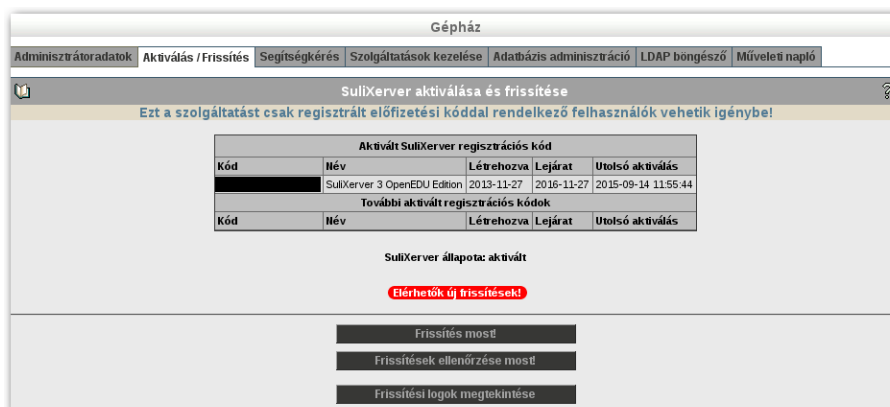 Gépház
Adminisztrátoradatok Aktiválás / Frissítés Segítségkérés Szolgáltatások kezelése Adatbázis adminisztráció LDAP böngésző Műveleti napló
SuliXerver aktiválása és frissítése
Ezt a szolgáltatást csak regisztrált előfizetési kóddal rendelkező felhasználók vehetik igénybe!
Aktivált SuliXerver regisztrációs kód
Kód Név Létrehozva Lejárat Utolsó aktiválás
SuliXerver 3 OpenEDU Edition 2013-11-27 2016-11-27 2015-09-14 11:55:44
További aktivált regisztrációs kódok
Kód Név Létrehozva Lejárat Utolsó aktiválás
SuliXerver állapota: aktivált
Elérhetők új frissítések!
Frissítés most!
Frissítések ellenőrzése most!
Frissítési logok megtekintése